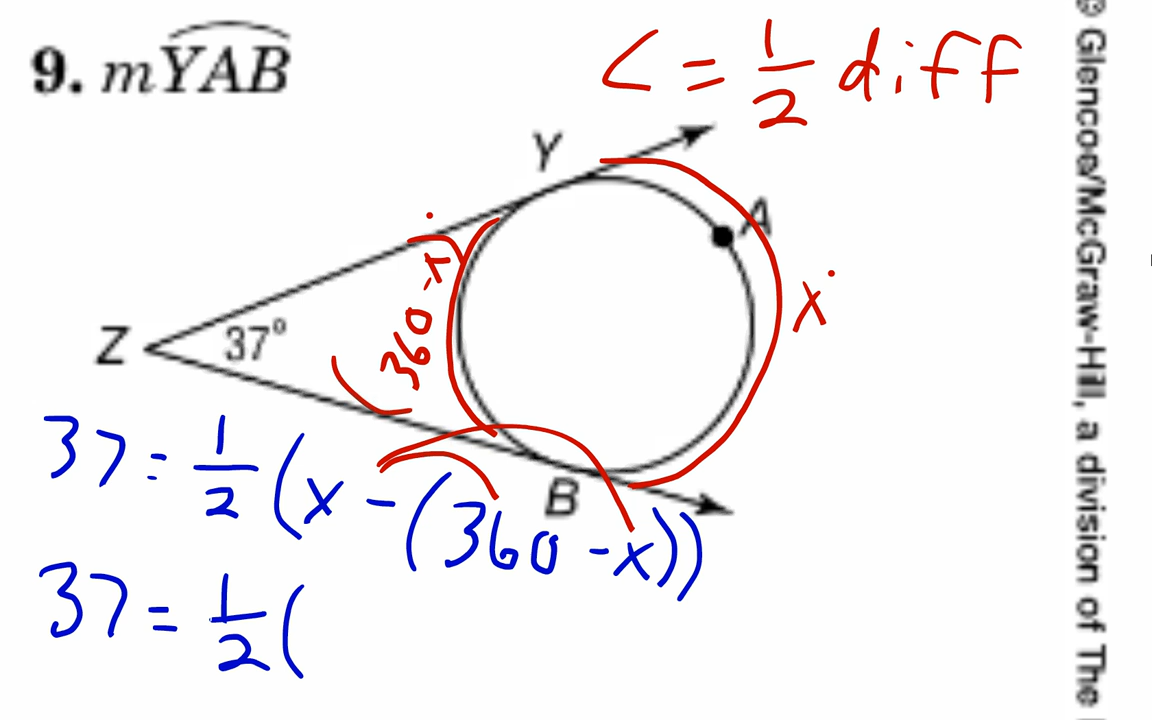 9. mYAB
∠ = 1/2 diff
Y
A
x°
360 - x°
Z
37°
B
37 = 1/2 (x - (360 - x))
37 = 1/2 (
© Glencoe/McGraw-Hill, a division of The